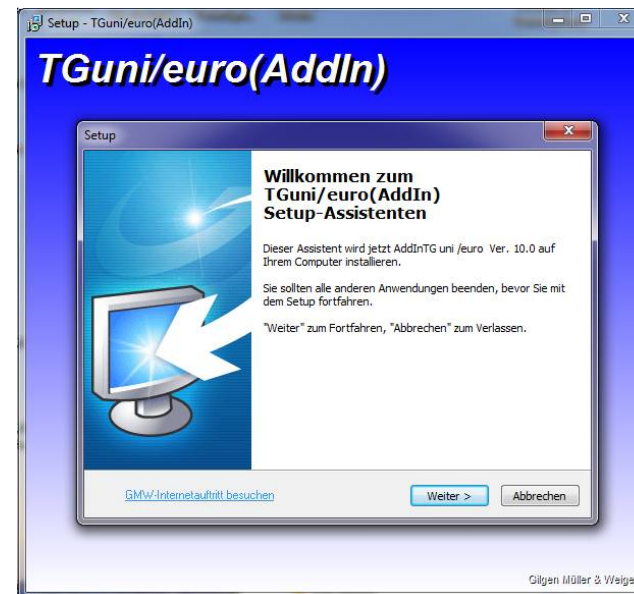 Setup - TGuni/euro(AddIn)
TGuni/euro(AddIn)
Setup
Willkommen zum
TGuni/euro(AddIn)
Setup-Assistenten
Dieser Assistent wird jetzt AddInTG uni /euro Ver. 10.0 auf
Ihrem Computer installieren.
Sie sollten alle anderen Anwendungen beenden, bevor Sie mit
dem Setup fortfahren.
"Weiter" zum Fortfahren, "Abbrechen" zum Verlassen.
GMW-Internetauftritt besuchen
Weiter >
Abbrechen
Gilgen Müller & Weige